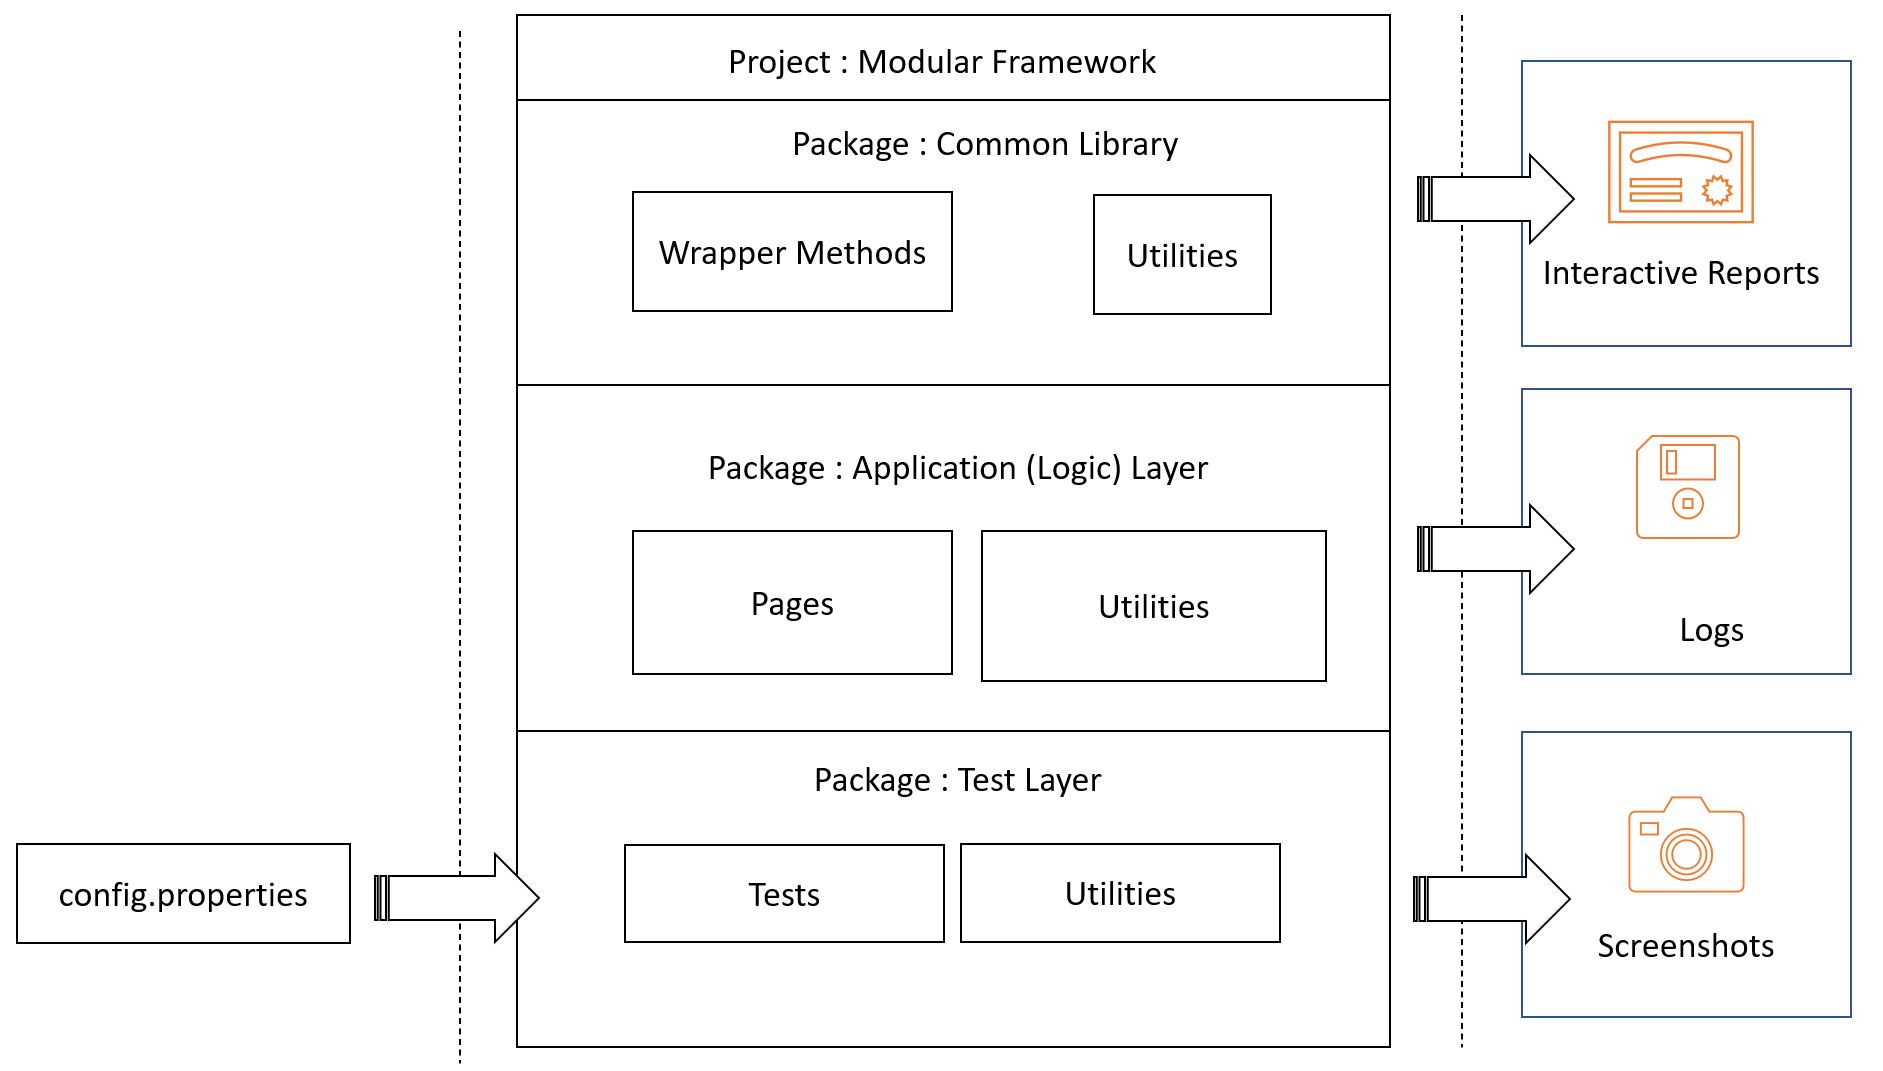 Project : Modular Framework
Package : Common Library
Wrapper Methods
Utilities
Interactive Reports
Package : Application (Logic) Layer
Pages
Utilities
Logs
Package : Test Layer
config.properties
Tests
Utilities
Screenshots